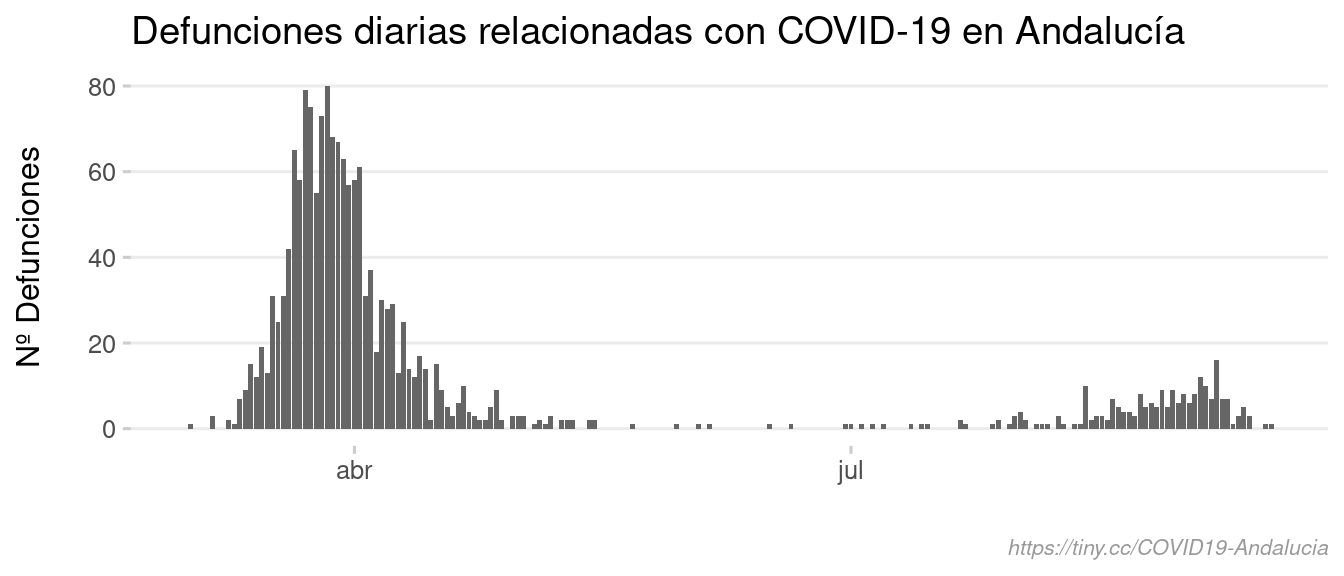 Defunciones diarias relacionadas con COVID-19 en Andalucía
Nº Defunciones
80
60
40
20
0
abr
jul
https://tiny.cc/COVID19-Andalucia